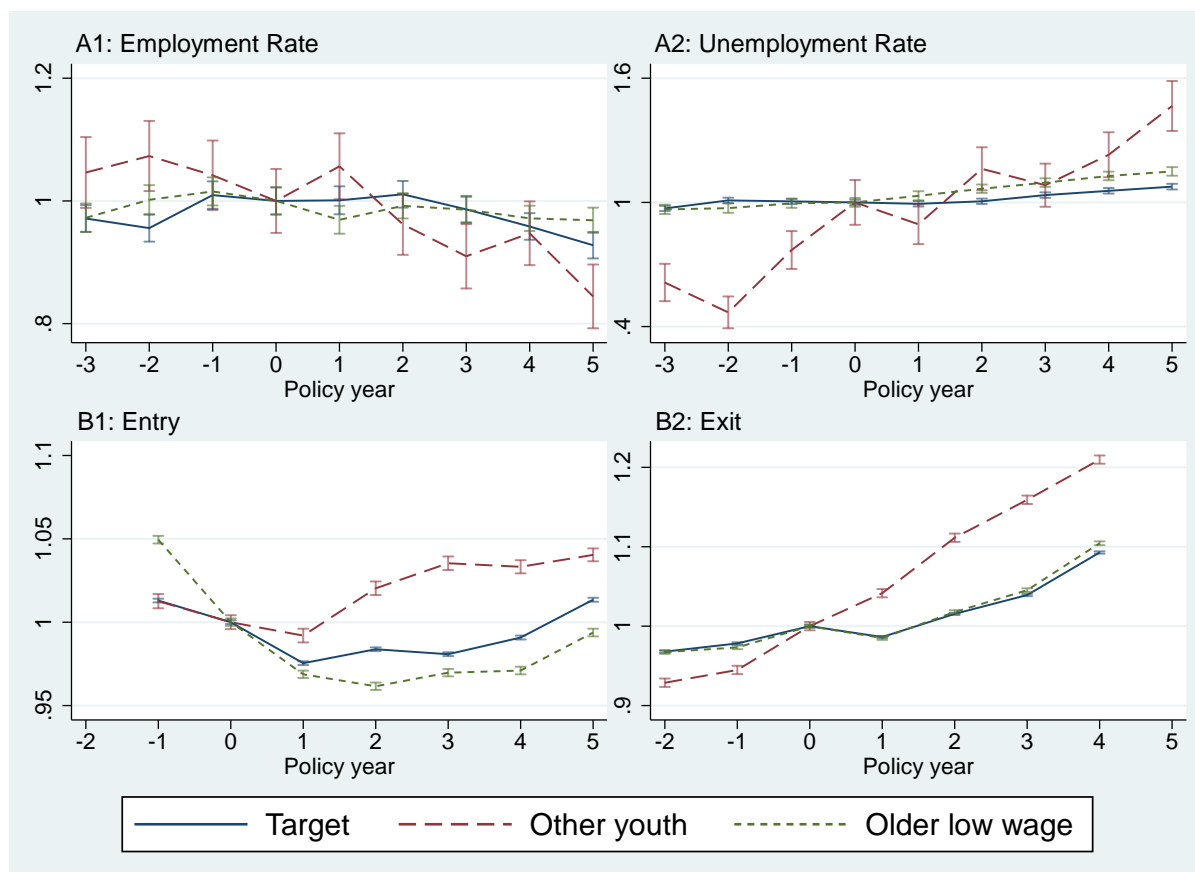 A1: Employment Rate
1.2
1
.8
-3 -2 -1 0 1 2 3 4 5
Policy year
A2: Unemployment Rate
1.6
1
.4
-3 -2 -1 0 1 2 3 4 5
Policy year
B1: Entry
1.1
1.05
1
.95
-2 -1 0 1 2 3 4 5
Policy year
B2: Exit
1.2
1.1
1
.9
-2 -1 0 1 2 3 4 5
Policy year
Target Other youth Older low wage